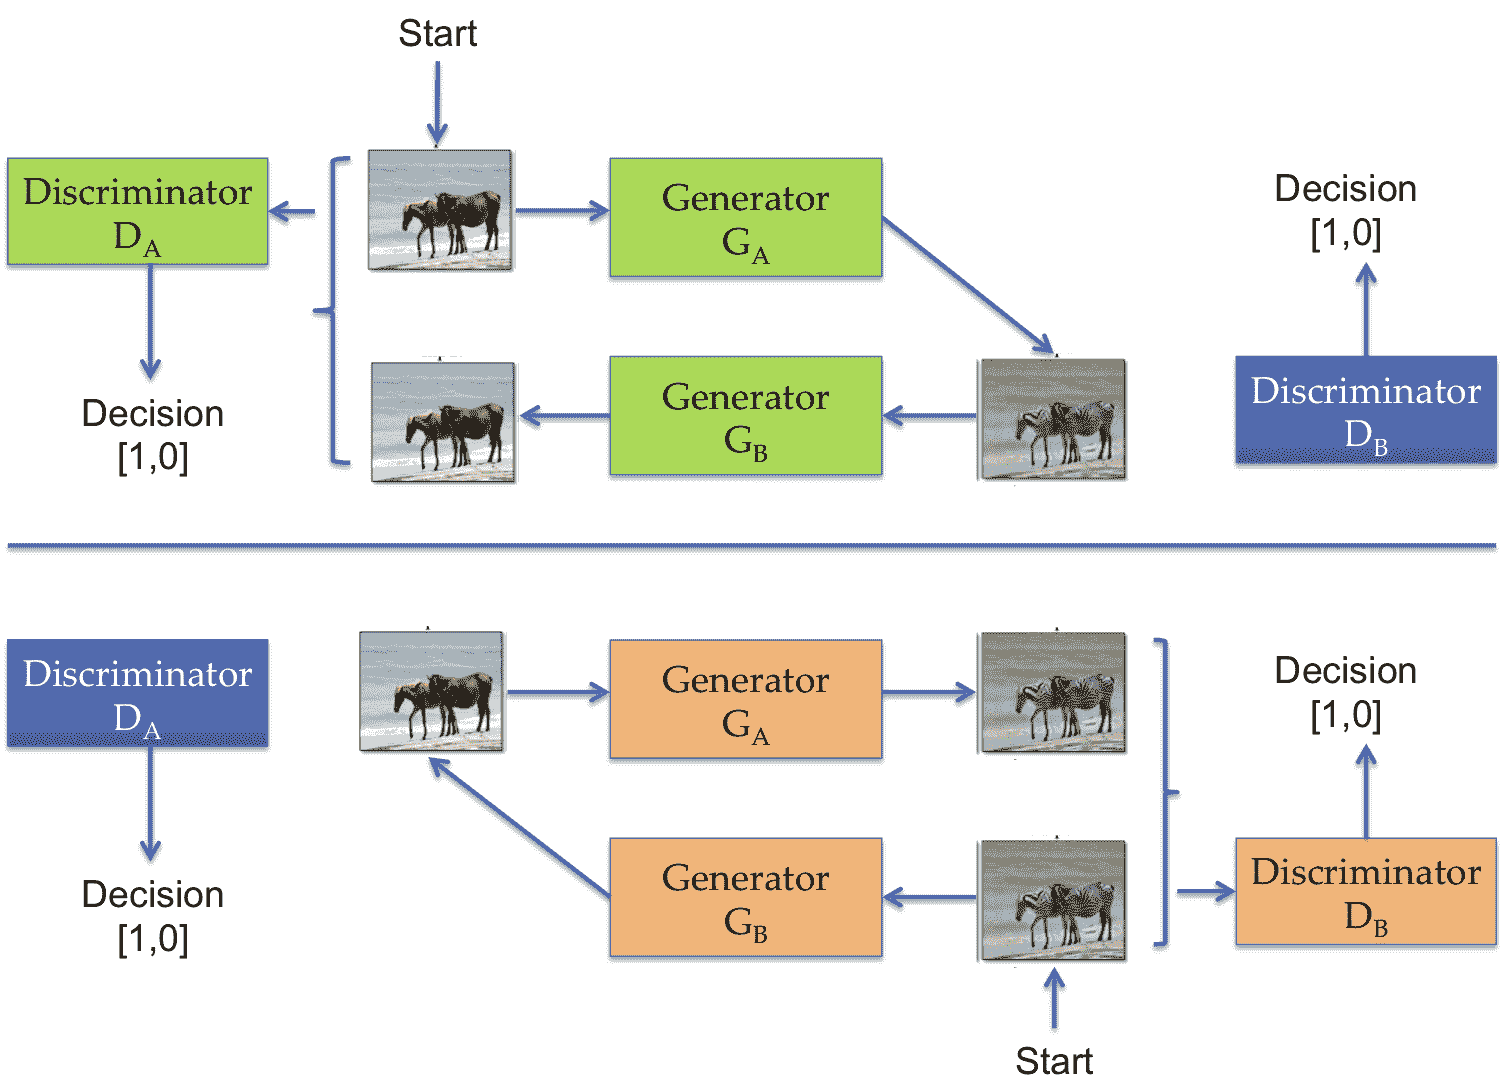 Start
Discriminator
D_A
Decision
[1,0]
Generator
G_A
Generator
G_B
Decision
[1,0]
Discriminator
D_B
Discriminator
D_A
Decision
[1,0]
Generator
G_A
Generator
G_B
Decision
[1,0]
Discriminator
D_B
Start